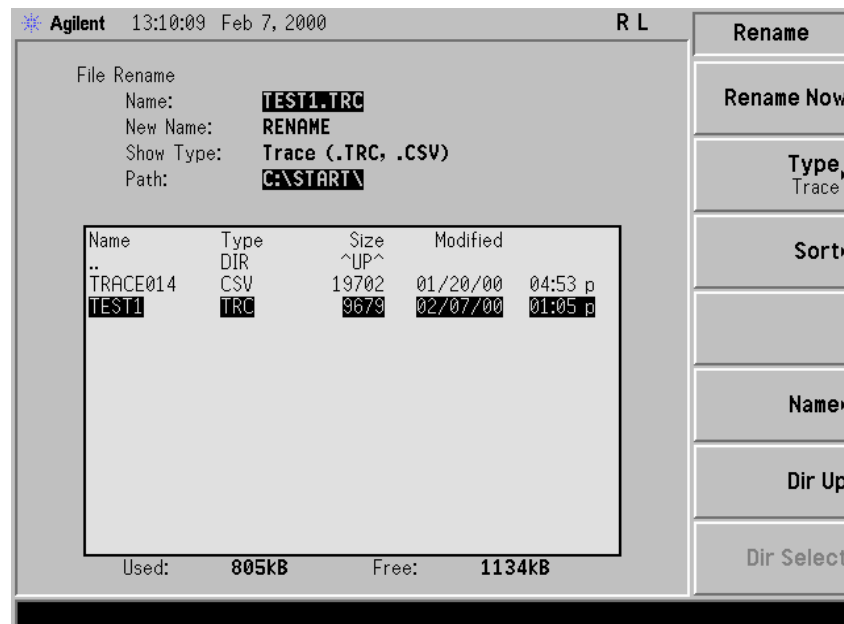 Agilent 13:10:09 Feb 7, 2000 R L
File Rename
Name: TEST1.TRC
New Name: RENAME
Show Type: Trace (.TRC, .CSV)
Path: C:\START\
Name Type Size Modified
.. DIR ^UP^
TRACE014 CSV 19702 01/20/00 04:53 p
TEST1 TRC 9679 02/07/00 01:05 p
Used: 805kB Free: 1134kB
Rename
Rename Now
Type
Trace
Sort
Name
Dir Up
Dir Select